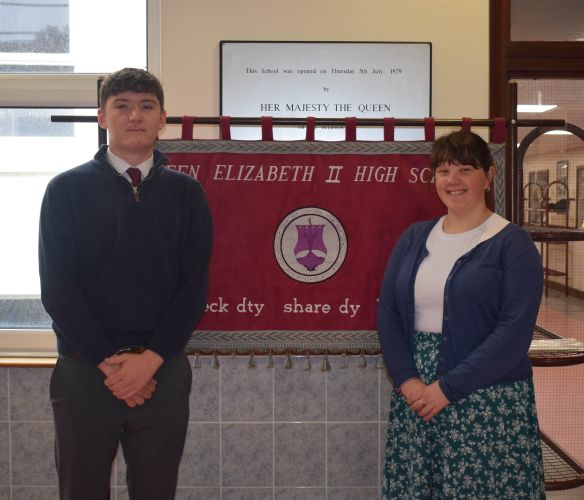 This School was opened on Thursday 5th July, 1979
by
HER MAJESTY THE QUEEN
EEN ELIZABETH II HIGH SC
eck dty share dy